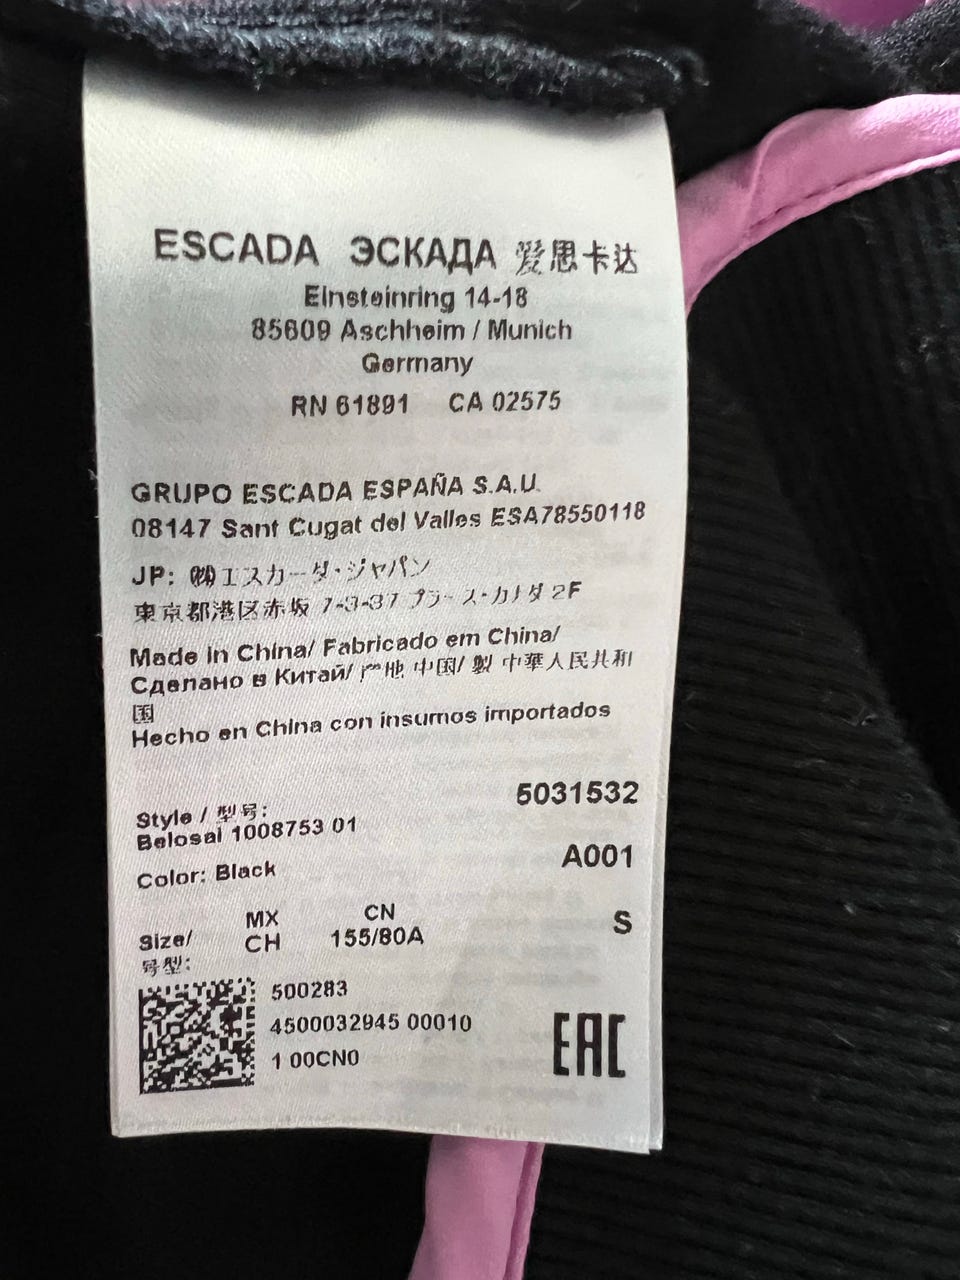 ESCADA ЭСКАДА 爱思卡达
Einsteinring 14-18
85609 Aschheim / Munich
Germany
RN 61891 CA 02575
GRUPO ESCADA ESPAÑA S.A.U.
08147 Sant Cugat del Valles ESA78550118
JP: ㈱エスカーダ・ジャパン
東京都港区赤坂 7-3-37 プラース・カナダ 2F
Made in China/ Fabricado em China/
Сделано в Китай/ 产地 中国/ 製 中華人民共和
国
Hecho en China con insumos importados
5031532
Style / 型号:
Belosal 1008753 01
A001
Color: Black
MX CN
Size/ CH 155/80A S
号型:
500283
4500032945 00010
1 00CN0
EAC